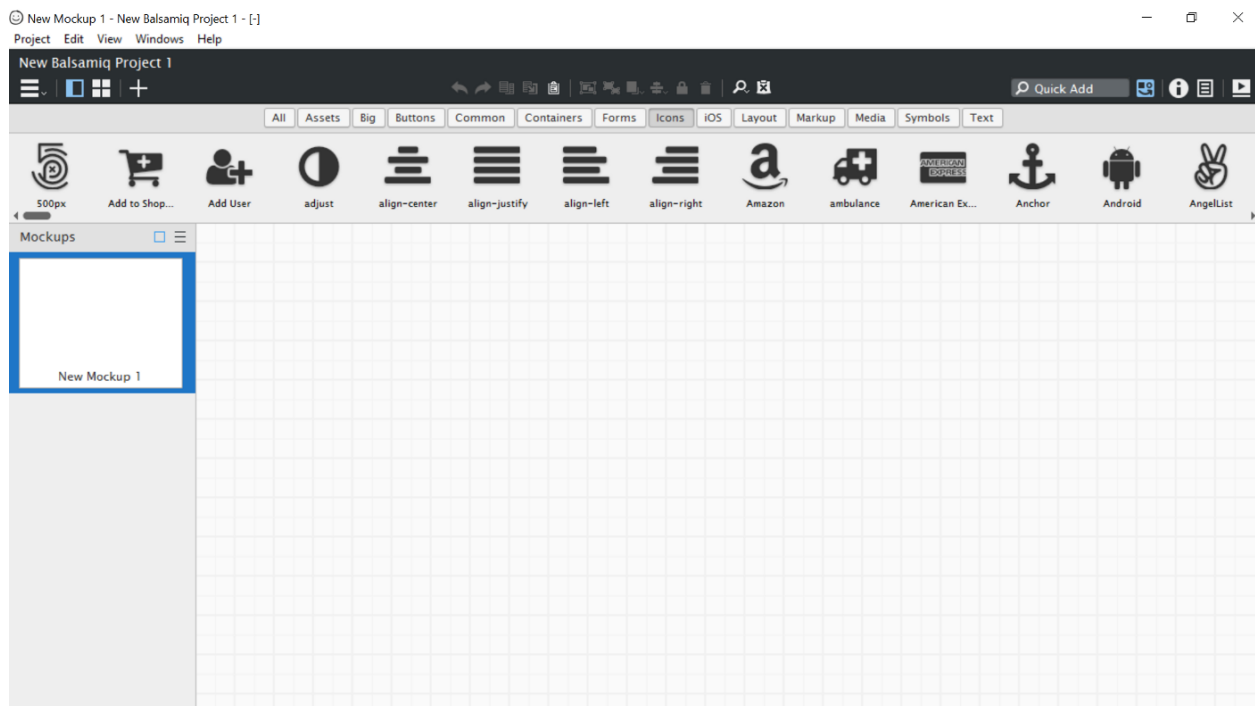 New Mockup 1 - New Balsamiq Project 1 - [-]
Project Edit View Windows Help
New Balsamiq Project 1
Quick Add
All Assets Big Buttons Common Containers Forms Icons iOS Layout Markup Media Symbols Text
AMERICAN
EXPRESS
500px Add to Shop... Add User adjust align-center align-justify align-left align-right Amazon ambulance American Ex... Anchor Android AngelList
Mockups
New Mockup 1